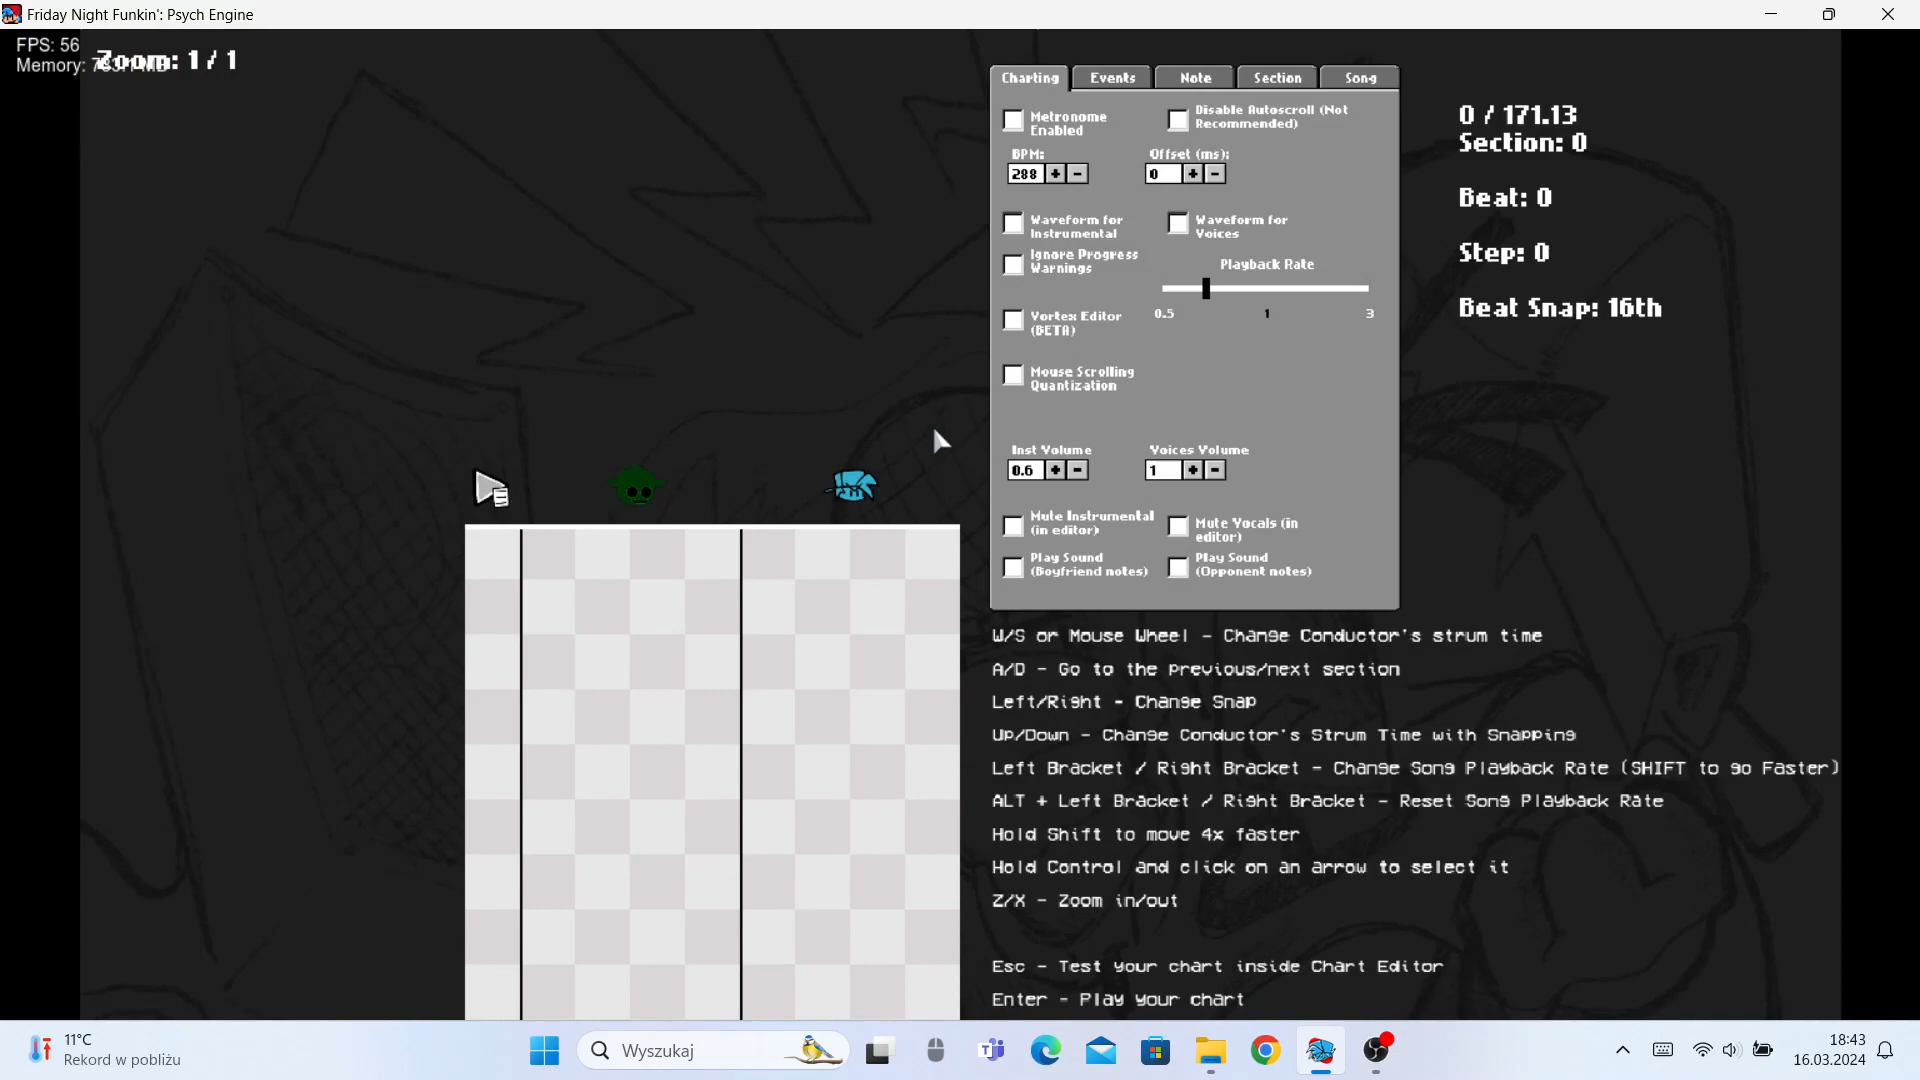 Friday Night Funkin': Psych Engine
FPS: 56
Memory:
Zoom: 1 / 1
Charting
Events
Note
Section
Song
Metronome
Enabled
Disable Autoscroll (Not
Recommended)
BPM:
288 + -
Offset (ms):
0 + -
Waveform for
Instrumental
Waveform for
Voices
Ignore Progress
Warnings
Playback Rate
0.5 1 3
Vortex Editor
(BETA)
Mouse Scrolling
Quantization
Inst Volume
0.6 + -
Voices Volume
1 + -
Mute Instrumental
(in editor)
Mute Vocals (in
editor)
Play Sound
(Boyfriend notes)
Play Sound
(Opponent notes)
0 / 171.13
Section: 0
Beat: 0
Step: 0
Beat Snap: 16th
W/S or Mouse Wheel - Change Conductor's strum time
A/D - Go to the previous/next section
Left/Right - Change Snap
Up/Down - Change Conductor's Strum Time with Snapping
Left Bracket / Right Bracket - Change Song Playback Rate (SHIFT to go Faster)
ALT + Left Bracket / Right Bracket - Reset Song Playback Rate
Hold Shift to move 4x faster
Hold Control and click on an arrow to select it
Z/X - Zoom in/out
Esc - Test your chart inside Chart Editor
Enter - Play your chart
11°C
Rekord w pobliżu
Wyszukaj
18:43
16.03.2024